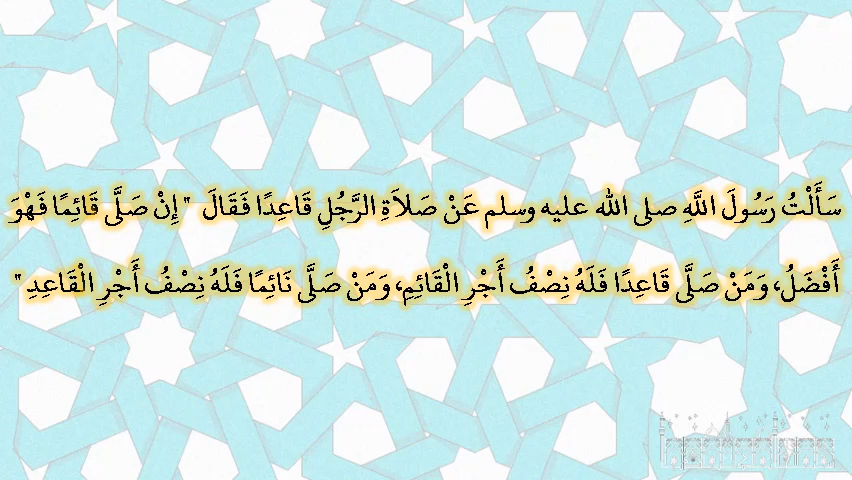 سَأَلْتُ رَسُولَ اللَّهِ صلى الله عليه وسلم عَنْ صَلاَةِ الرَّجُلِ قَاعِدًا فَقَالَ " إِنْ صَلَّى قَائِمًا فَهْوَ
أَفْضَلُ، وَمَنْ صَلَّى قَاعِدًا فَلَهُ نِصْفُ أَجْرِ الْقَائِمِ، وَمَنْ صَلَّى نَائِمًا فَلَهُ نِصْفُ أَجْرِ الْقَاعِدِ "